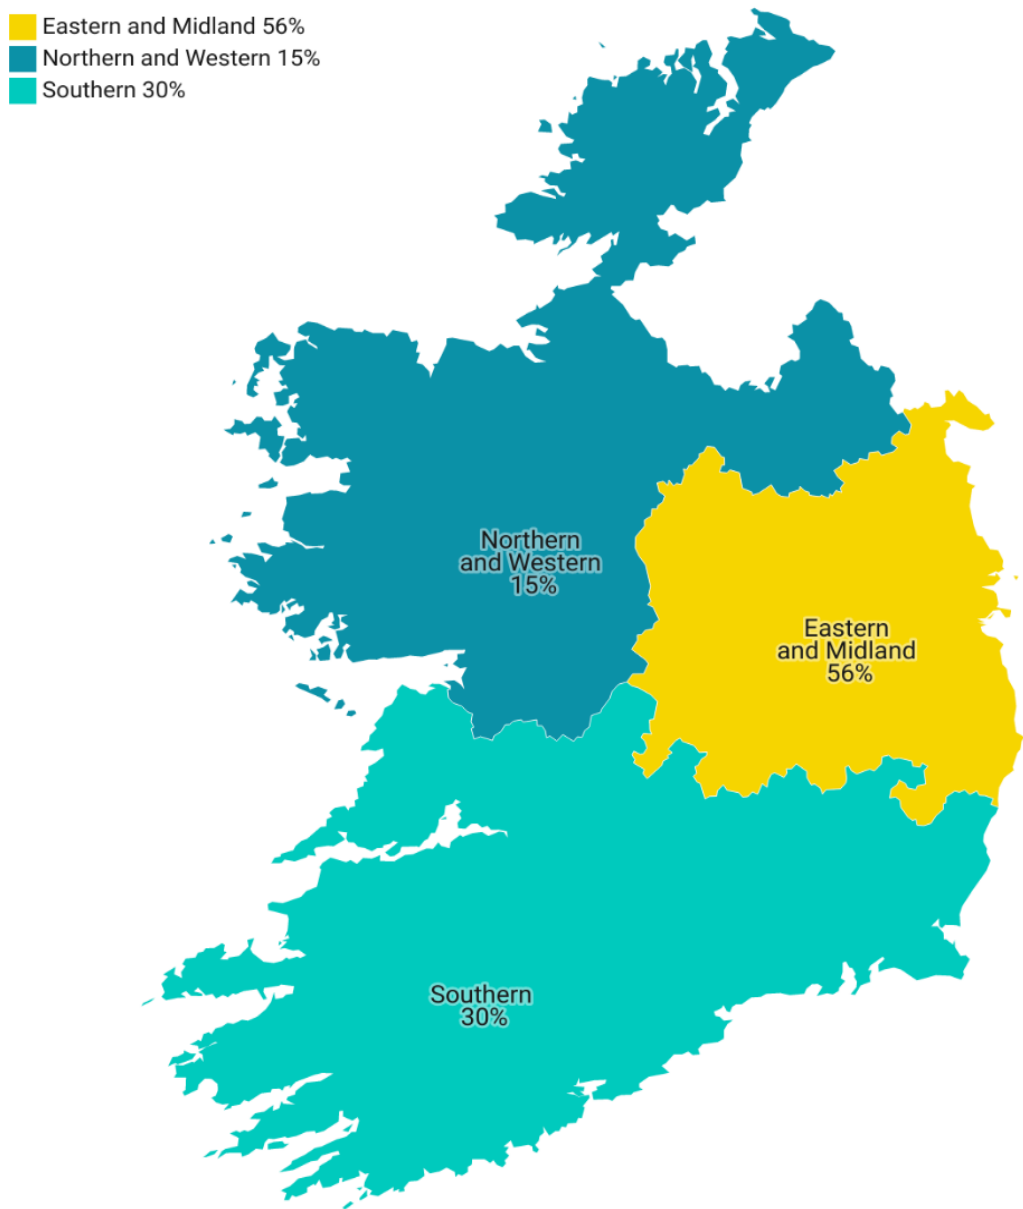 Eastern and Midland 56%
Northern and Western 15%
Southern 30%
Northern
and Western
15%
Eastern
and Midland
56%
Southern
30%